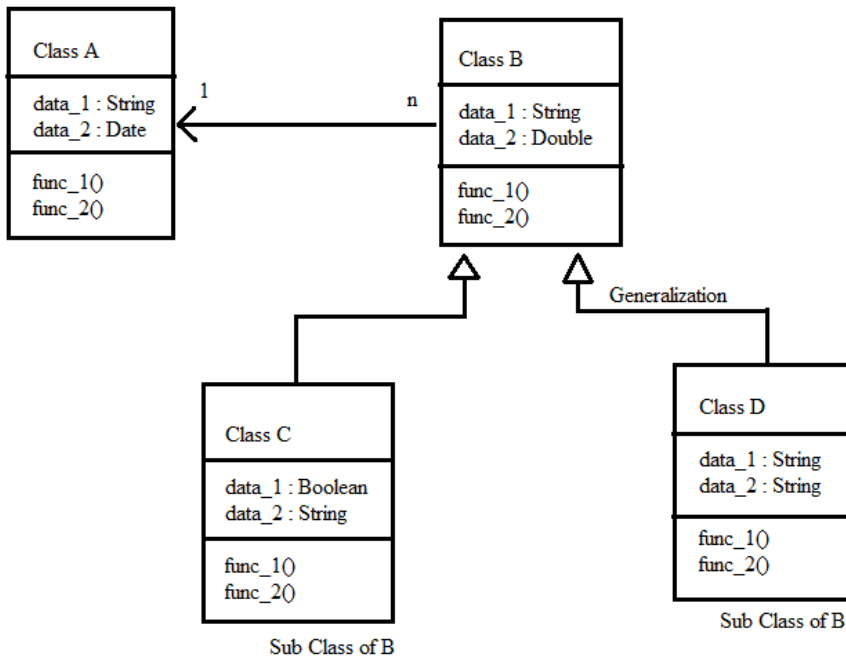 Class A
data_1 : String
data_2 : Date
func_1()
func_2()
1
n
Class B
data_1 : String
data_2 : Double
func_1()
func_2()
Generalization
Class C
data_1 : Boolean
data_2 : String
func_1()
func_2()
Sub Class of B
Class D
data_1 : String
data_2 : String
func_1()
func_2()
Sub Class of B